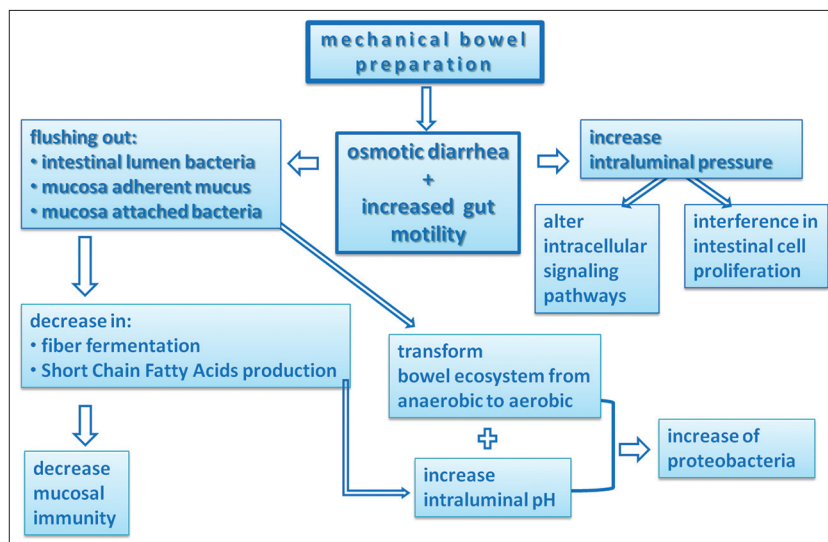 mechanical bowel
preparation
flushing out:
• intestinal lumen bacteria
• mucosa adherent mucus
• mucosa attached bacteria
osmotic diarrhea
+
increased gut
motility
increase
intraluminal pressure
alter
intracellular
signaling
pathways
interference in
intestinal cell
proliferation
decrease in:
• fiber fermentation
• Short Chain Fatty Acids production
transform
bowel ecosystem from
anaerobic to aerobic
decrease
mucosal
immunity
increase
intraluminal pH
increase of
proteobacteria